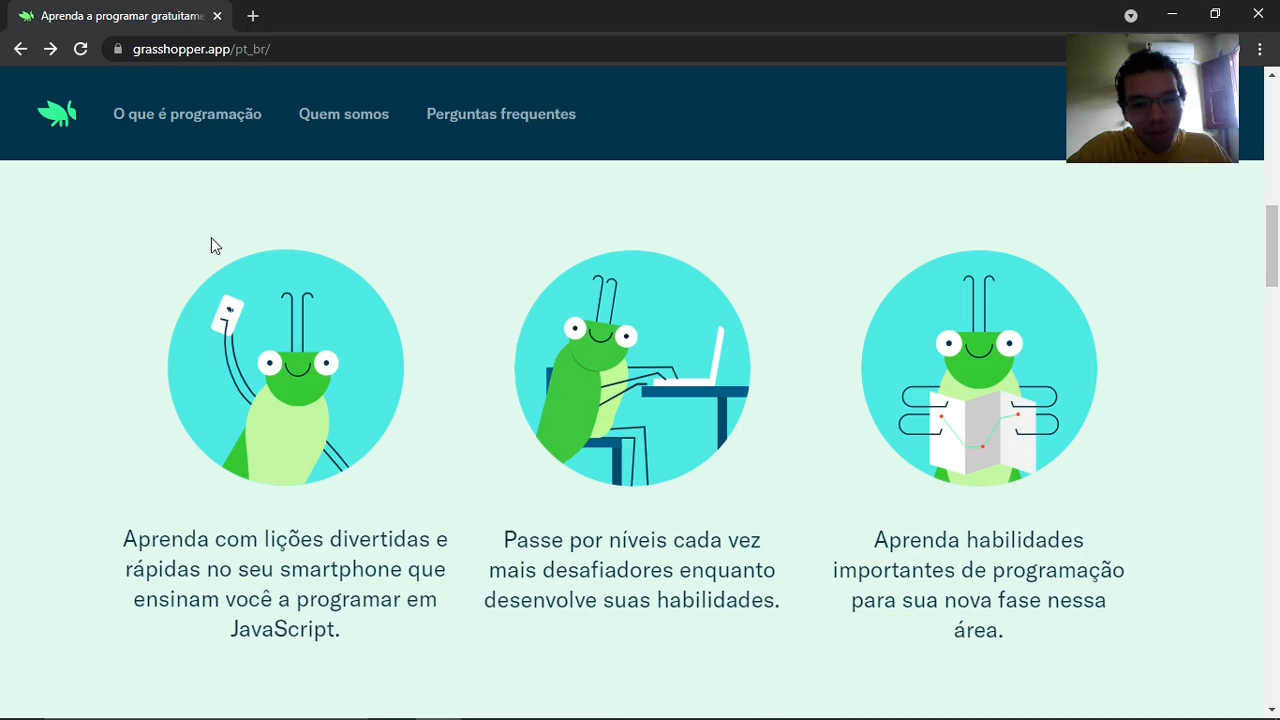 Aprenda a programar gratuitame
grasshopper.app/pt_br/
O que é programação
Quem somos
Perguntas frequentes
Aprenda com lições divertidas e
rápidas no seu smartphone que
ensinam você a programar em
JavaScript.
Passe por níveis cada vez
mais desafiadores enquanto
desenvolve suas habilidades.
Aprenda habilidades
importantes de programação
para sua nova fase nessa
área.